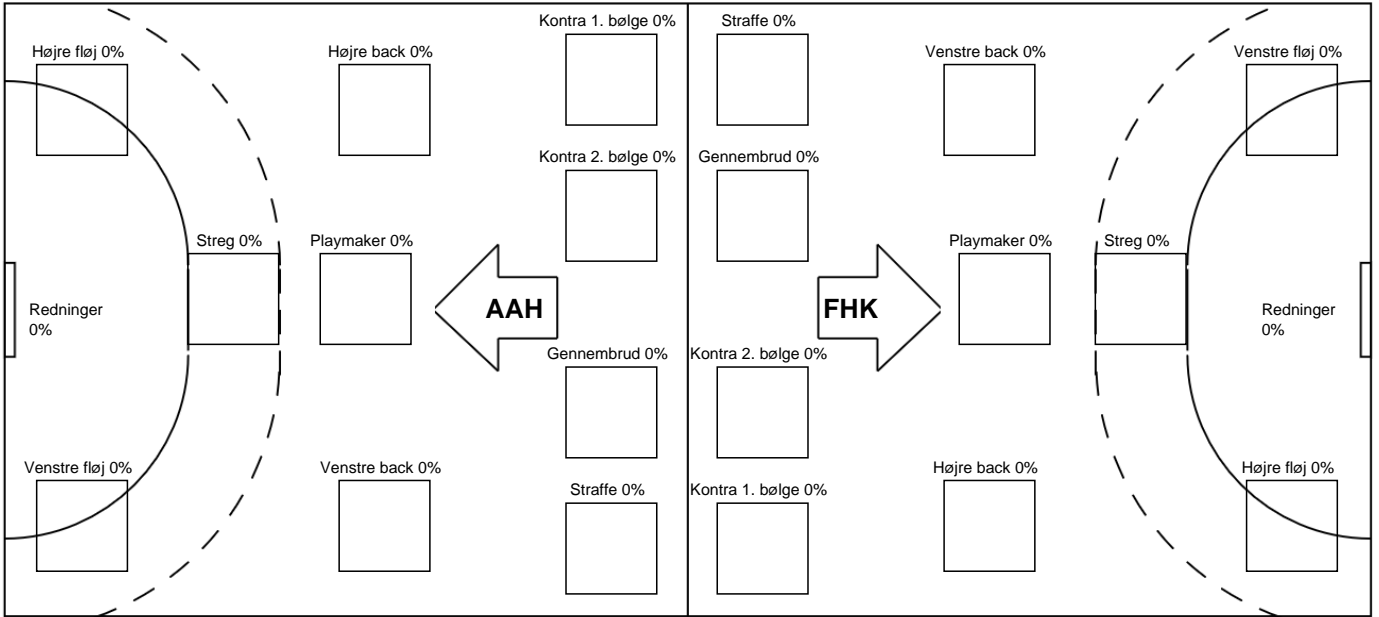 Kontra 1. bølge 0%
Straffe 0%
Højre fløj 0%
Højre back 0%
Venstre back 0%
Venstre fløj 0%
Kontra 2. bølge 0%
Gennembrud 0%
Streg 0%
Playmaker 0%
Playmaker 0%
Streg 0%
Redninger
0%
AAH
FHK
Redninger
0%
Gennembrud 0%
Kontra 2. bølge 0%
Venstre fløj 0%
Venstre back 0%
Straffe 0%
Kontra 1. bølge 0%
Højre back 0%
Højre fløj 0%